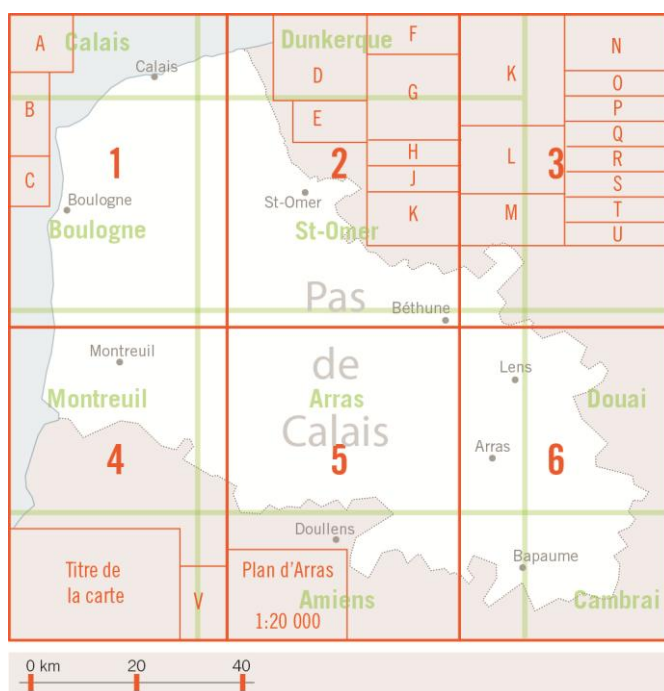 A
Calais
Dunkerque
F
N
Calais
D
K
O
B
G
P
E
Q
1
2
H
L
3
R
C
J
S
Boulogne
St-Omer
K
M
T
Boulogne
St-Omer
U
Pas
Béthune
Montreuil
de
Lens
Montreuil
Arras
Douai
Calais
4
5
Arras
6
Doullens
Titre de
la carte
V
Plan d'Arras
1:20 000
Bapaume
Amiens
Cambrai
0 km
20
40